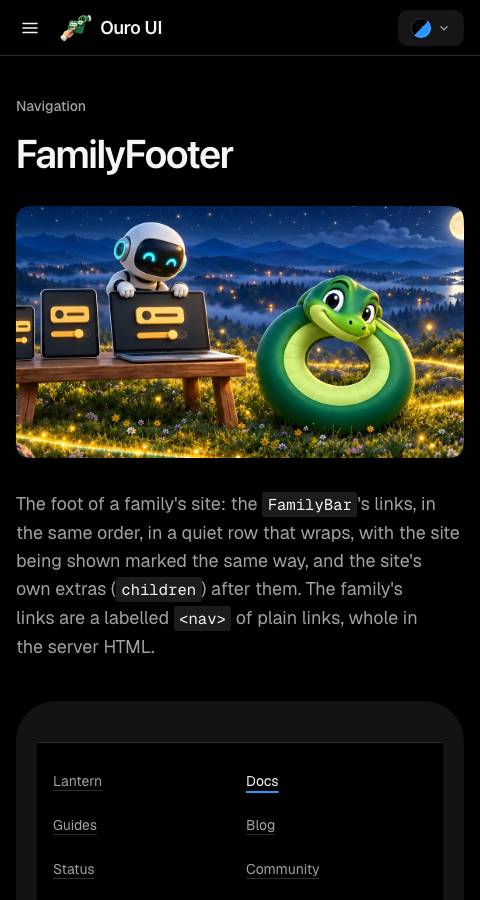 Ouro UI
Navigation
FamilyFooter
The foot of a family's site: the FamilyBar's links, in
the same order, in a quiet row that wraps, with the site
being shown marked the same way, and the site's
own extras (children) after them. The family's
links are a labelled <nav> of plain links, whole in
the server HTML.
Lantern
Docs
Guides
Blog
Status
Community